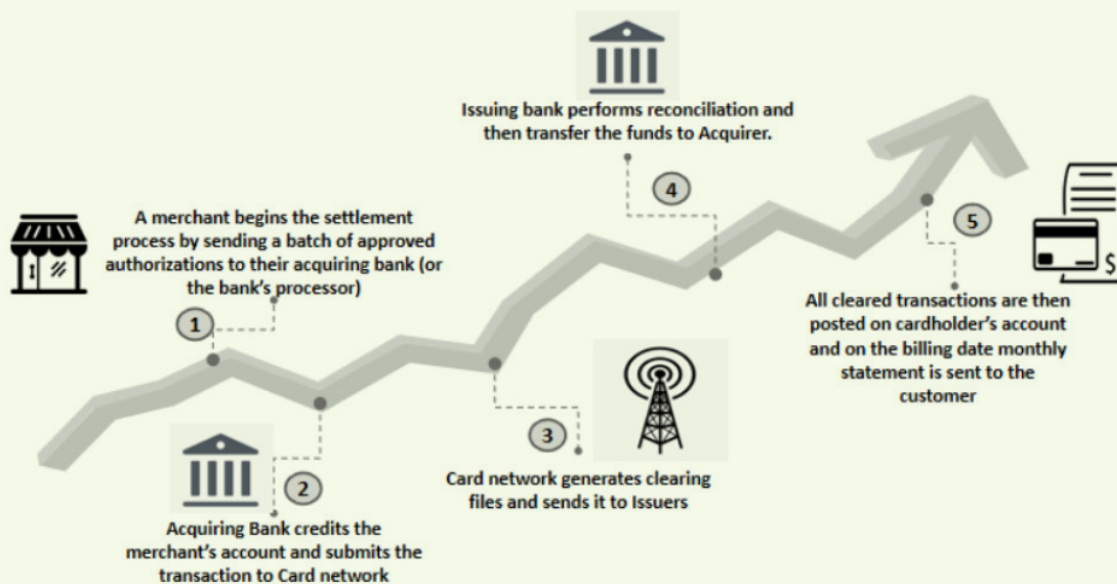 A merchant begins the settlement
process by sending a batch of approved
authorizations to their acquiring bank (or
the bank's processor)
1
Acquiring Bank credits the
merchant's account and submits the
transaction to Card network
2
Card network generates clearing
files and sends it to Issuers
3
Issuing bank performs reconciliation and
then transfer the funds to Acquirer.
4
All cleared transactions are then
posted on cardholder's account
and on the billing date monthly
statement is sent to the
customer
5
$